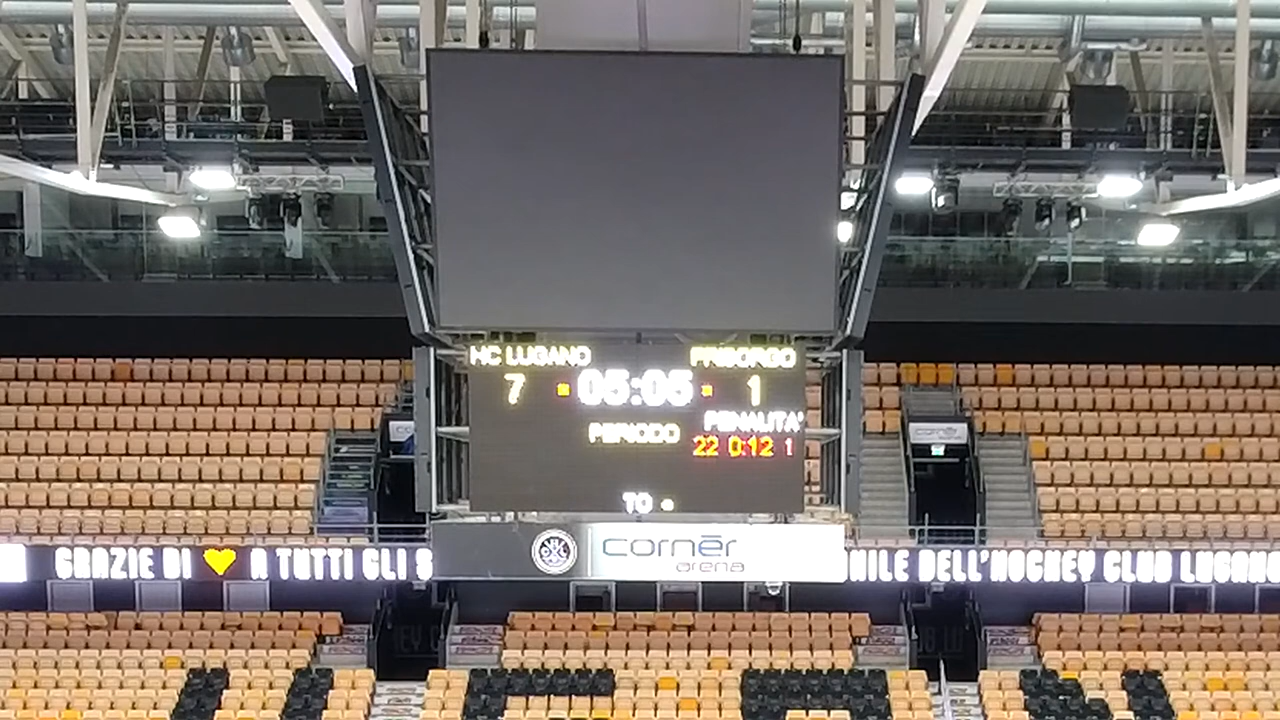 HC LUGANO FRIBORGO
7 05:05 1
PENALITA'
PERIODO
22 0:12 1
TO
cornèr
arena
GRAZIE DI 💛 A TUTTI GLI S
NILE DELL'HOCKEY CLUB LUGANO